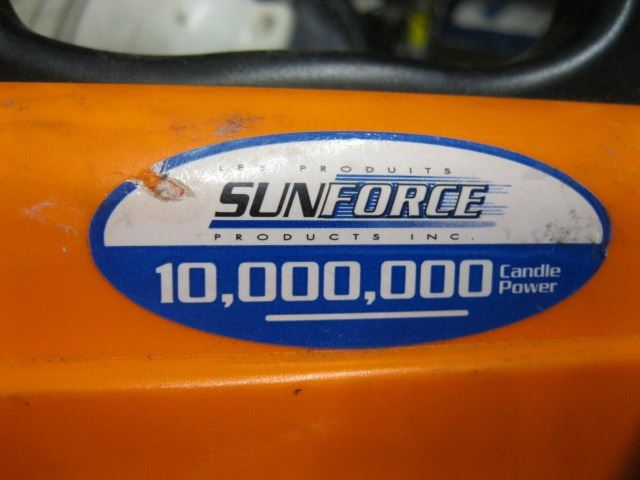 LES PRODUITS
SUNFORCE
PRODUCTS INC.
10,000,000 Candle Power